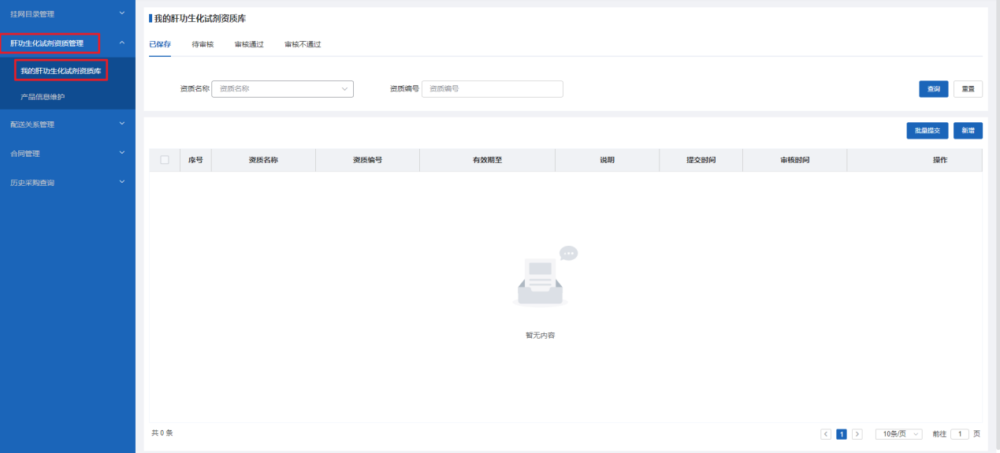 挂网目录管理
肝功生化试剂资质管理
我的肝功生化试剂资质库
产品信息维护
配送关系管理
合同管理
历史采购查询
我的肝功生化试剂资质库
已保存 待审核 审核通过 审核不通过
资质名称 资质名称 资质编号 资质编号 查询 重置
批量提交 新增
序号 资质名称 资质编号 有效期至 说明 提交时间 审核时间 操作
暂无内容
共 0 条 1 10条/页 前往 1 页